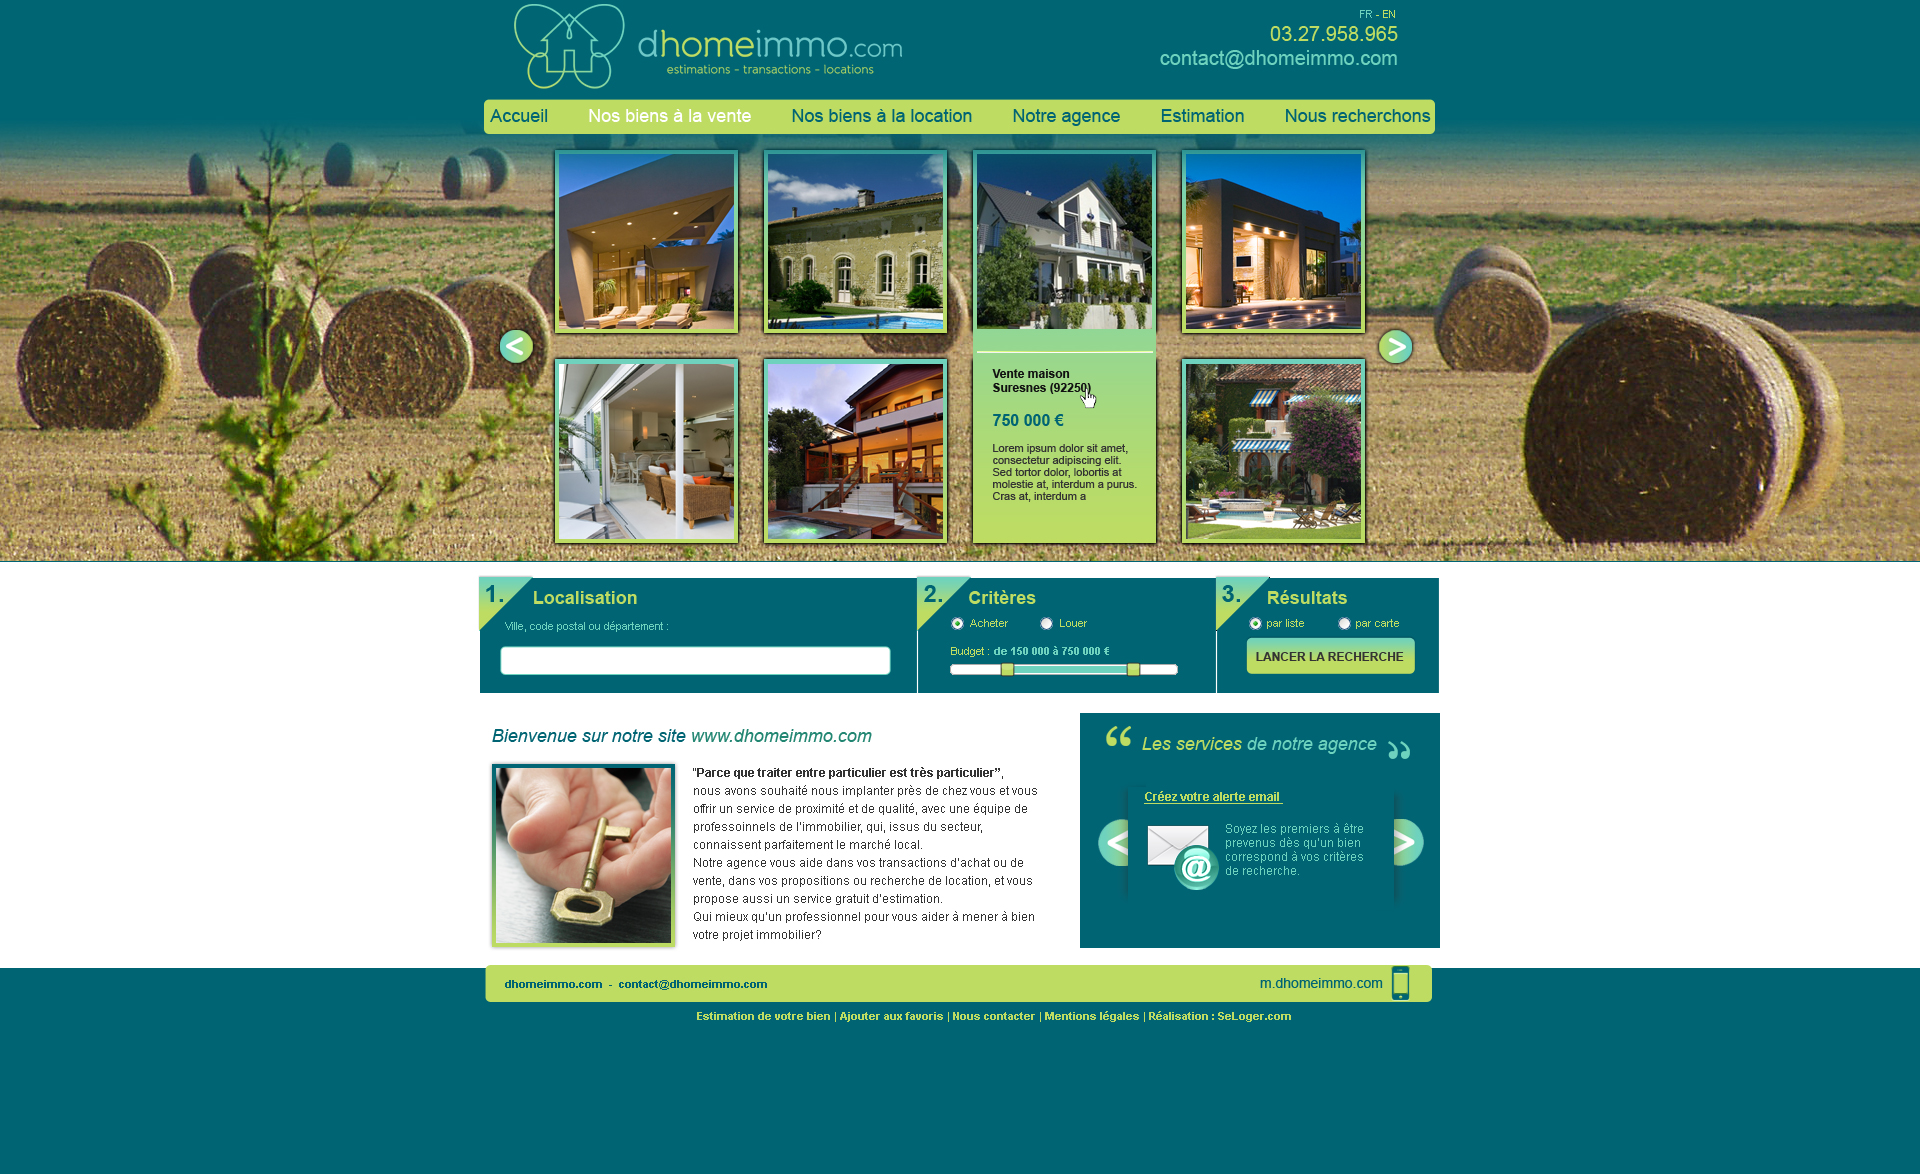 FR - EN
dhomeimmo.com
estimations - transactions - locations
03.27.958.965
contact@dhomeimmo.com
Accueil
Nos biens à la vente
Nos biens à la location
Notre agence
Estimation
Nous recherchons
<
>
Vente maison
Suresnes (92250)
750 000 €
Lorem ipsum dolor sit amet,
consectetur adipiscing elit.
Sed tortor dolor, lobortis at
molestie at, interdum a purus.
Cras at, interdum a
1. Localisation
Ville, code postal ou département :
2. Critères
Acheter
Louer
Budget : de 150 000 à 750 000 €
3. Résultats
par liste
par carte
LANCER LA RECHERCHE
Bienvenue sur notre site www.dhomeimmo.com
"Parce que traiter entre particulier est très particulier",
nous avons souhaité nous implanter près de chez vous et vous
offrir un service de proximité et de qualité, avec une équipe de
professoinnels de l'immobilier, qui, issus du secteur,
connaissent parfaitement le marché local.
Notre agence vous aide dans vos transactions d'achat ou de
vente, dans vos propositions ou recherche de location, et vous
propose aussi un service gratuit d'estimation.
Qui mieux qu'un professionnel pour vous aider à mener à bien
votre projet immobilier?
“ Les services de notre agence ”
Créez votre alerte email
<
@
Soyez les premiers à être
prevenus dès qu'un bien
correspond à vos critères
de recherche.
>
dhomeimmo.com - contact@dhomeimmo.com
m.dhomeimmo.com
Estimation de votre bien | Ajouter aux favoris | Nous contacter | Mentions légales | Réalisation : SeLoger.com